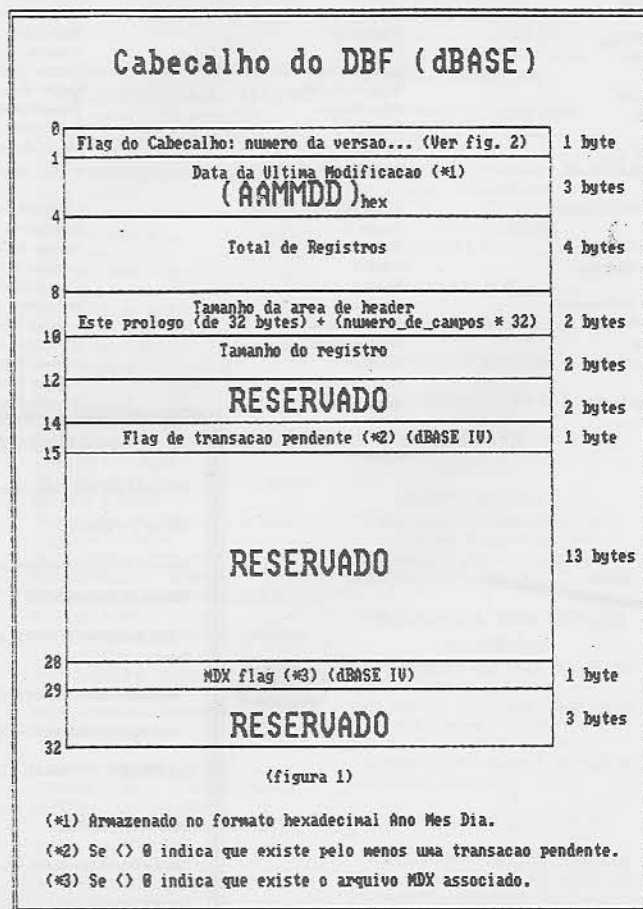 Cabecalho do DBF (dBASE)
0
Flag do Cabecalho: numero da versao... (Ver fig. 2) 1 byte
1
Data da Ultima Modificacao (*1)
(AAMMDD)hex 3 bytes
4
Total de Registros 4 bytes
8
Tamanho da area de header
Este prologo (de 32 bytes) + (numero_de_campos * 32) 2 bytes
10
Tamanho do registro 2 bytes
12
RESERVADO 2 bytes
14
Flag de transacao pendente (*2) (dBASE IV) 1 byte
15
RESERVADO 13 bytes
28
MDX flag (*3) (dBASE IV) 1 byte
29
RESERVADO 3 bytes
32
(figura 1)
(*1) Armazenado no formato hexadecimal Ano Mes Dia.
(*2) Se <> 0 indica que existe pelo menos uma transacao pendente.
(*3) Se <> 0 indica que existe o arquivo MDX associado.